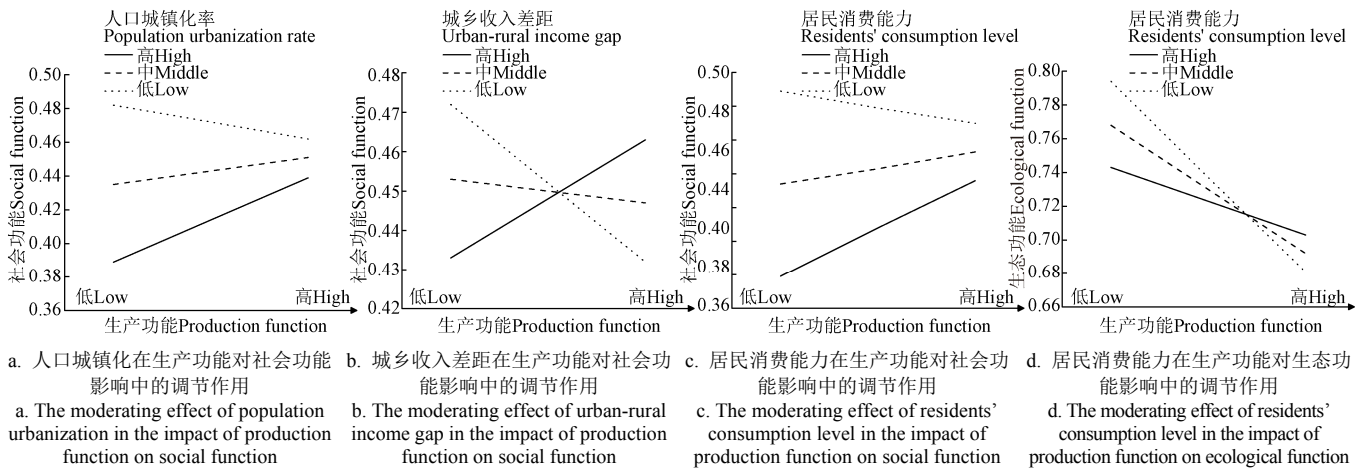 人口城镇化率
Population urbanization rate
高High
中Middle
低Low
社会功能Social function
0.50
0.48
0.46
0.44
0.42
0.40
0.38
0.36
低Low
高High
生产功能Production function
a. 人口城镇化在生产功能对社会功能
影响中的调节作用
a. The moderating effect of population
urbanization in the impact of production
function on social function
城乡收入差距
Urban-rural income gap
高High
中Middle
低Low
社会功能Social function
0.48
0.47
0.46
0.45
0.44
0.43
0.42
低Low
高High
生产功能Production function
b. 城乡收入差距在生产功能对社会功
能影响中的调节作用
b. The moderating effect of urban-rural
income gap in the impact of production
function on social function
居民消费能力
Residents' consumption level
高High
中Middle
低Low
社会功能Social function
0.50
0.48
0.46
0.44
0.42
0.40
0.38
0.36
低Low
高High
生产功能Production function
c. 居民消费能力在生产功能对社会功
能影响中的调节作用
c. The moderating effect of residents’
consumption level in the impact of
production function on social function
居民消费能力
Residents' consumption level
高High
中Middle
低Low
生态功能Ecological function
0.80
0.78
0.76
0.74
0.72
0.70
0.68
0.66
低Low
高High
生产功能Production function
d. 居民消费能力在生产功能对生态功
能影响中的调节作用
d. The moderating effect of residents’
consumption level in the impact of
production function on ecological function